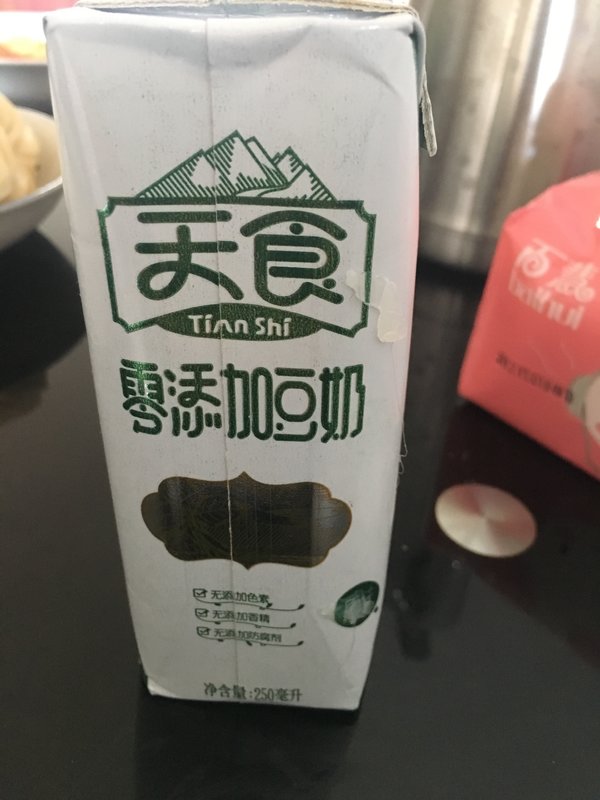 天食
Tian Shi
零添加豆奶
无添加色素
无添加香精
无添加防腐剂
净含量:250毫升